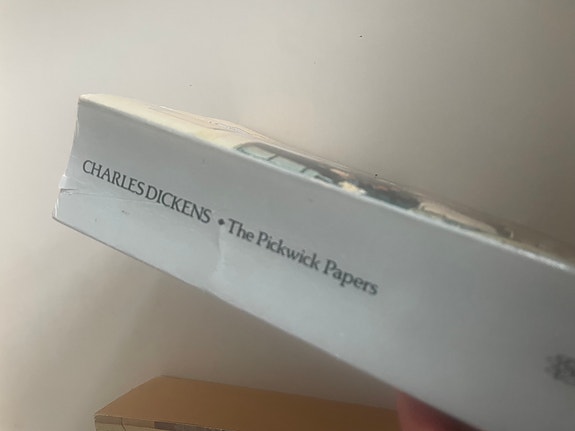 CHARLES DICKENS • The Pickwick Papers